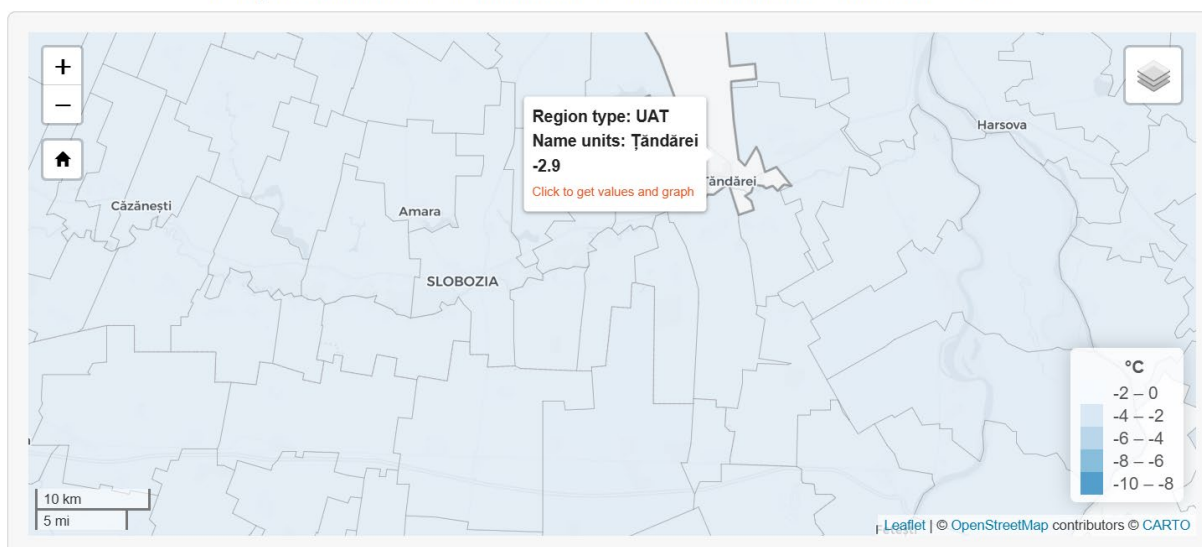 +
−
Region type: UAT
Name units: Țăndărei
-2.9
Click to get values and graph
Harsova
Țăndărei
Căzănești
Amara
SLOBOZIA
°C
-2 – 0
-4 – -2
-6 – -4
-8 – -6
-10 – -8
10 km
5 mi
Leaflet | © OpenStreetMap contributors © CARTO